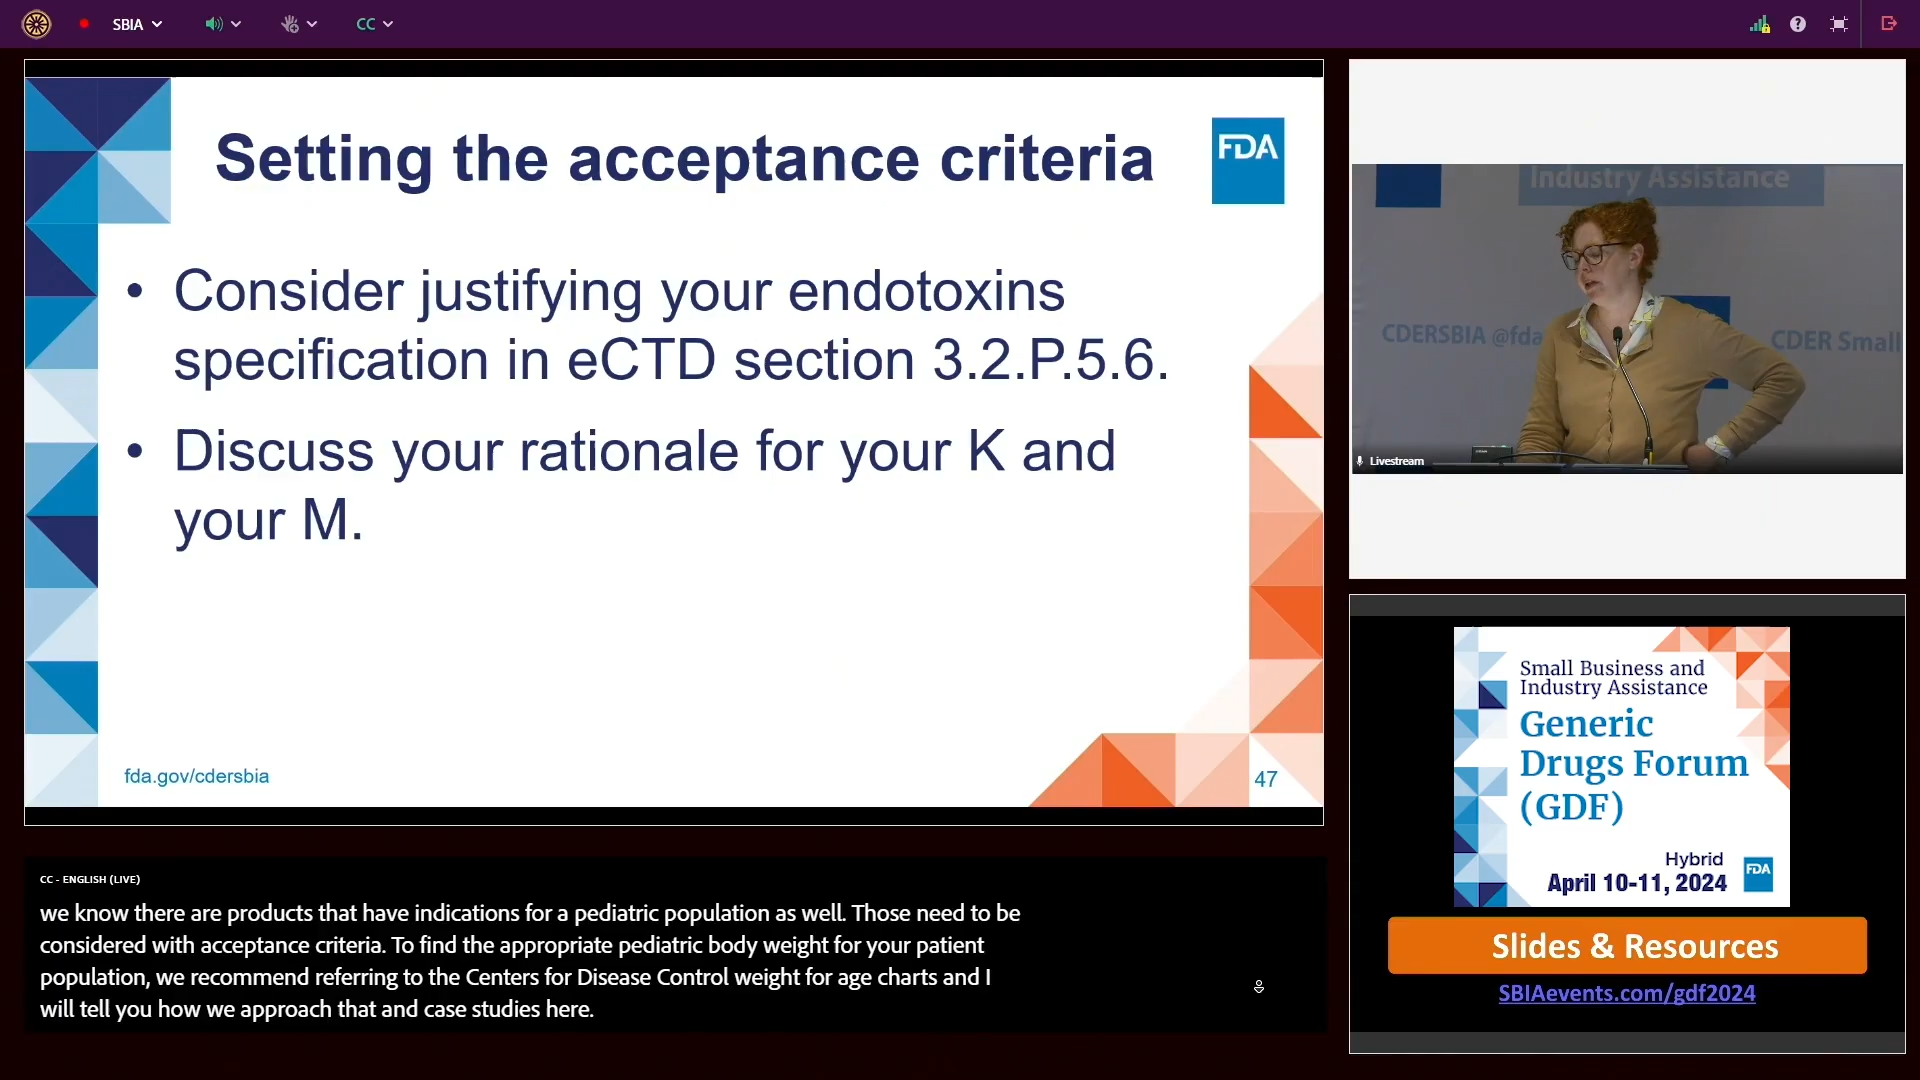 SBIA
CC
Setting the acceptance criteria
FDA
• Consider justifying your endotoxins
specification in eCTD section 3.2.P.5.6.
• Discuss your rationale for your K and
your M.
fda.gov/cdersbia
47
Industry Assistance
CDERSBIA @fda
CDER Small
Livestream
CC - ENGLISH (LIVE)
we know there are products that have indications for a pediatric population as well. Those need to be
considered with acceptance criteria. To find the appropriate pediatric body weight for your patient
population, we recommend referring to the Centers for Disease Control weight for age charts and I
will tell you how we approach that and case studies here.
Small Business and
Industry Assistance
Generic
Drugs Forum
(GDF)
Hybrid
April 10-11, 2024
FDA
Slides & Resources
SBIAevents.com/gdf2024